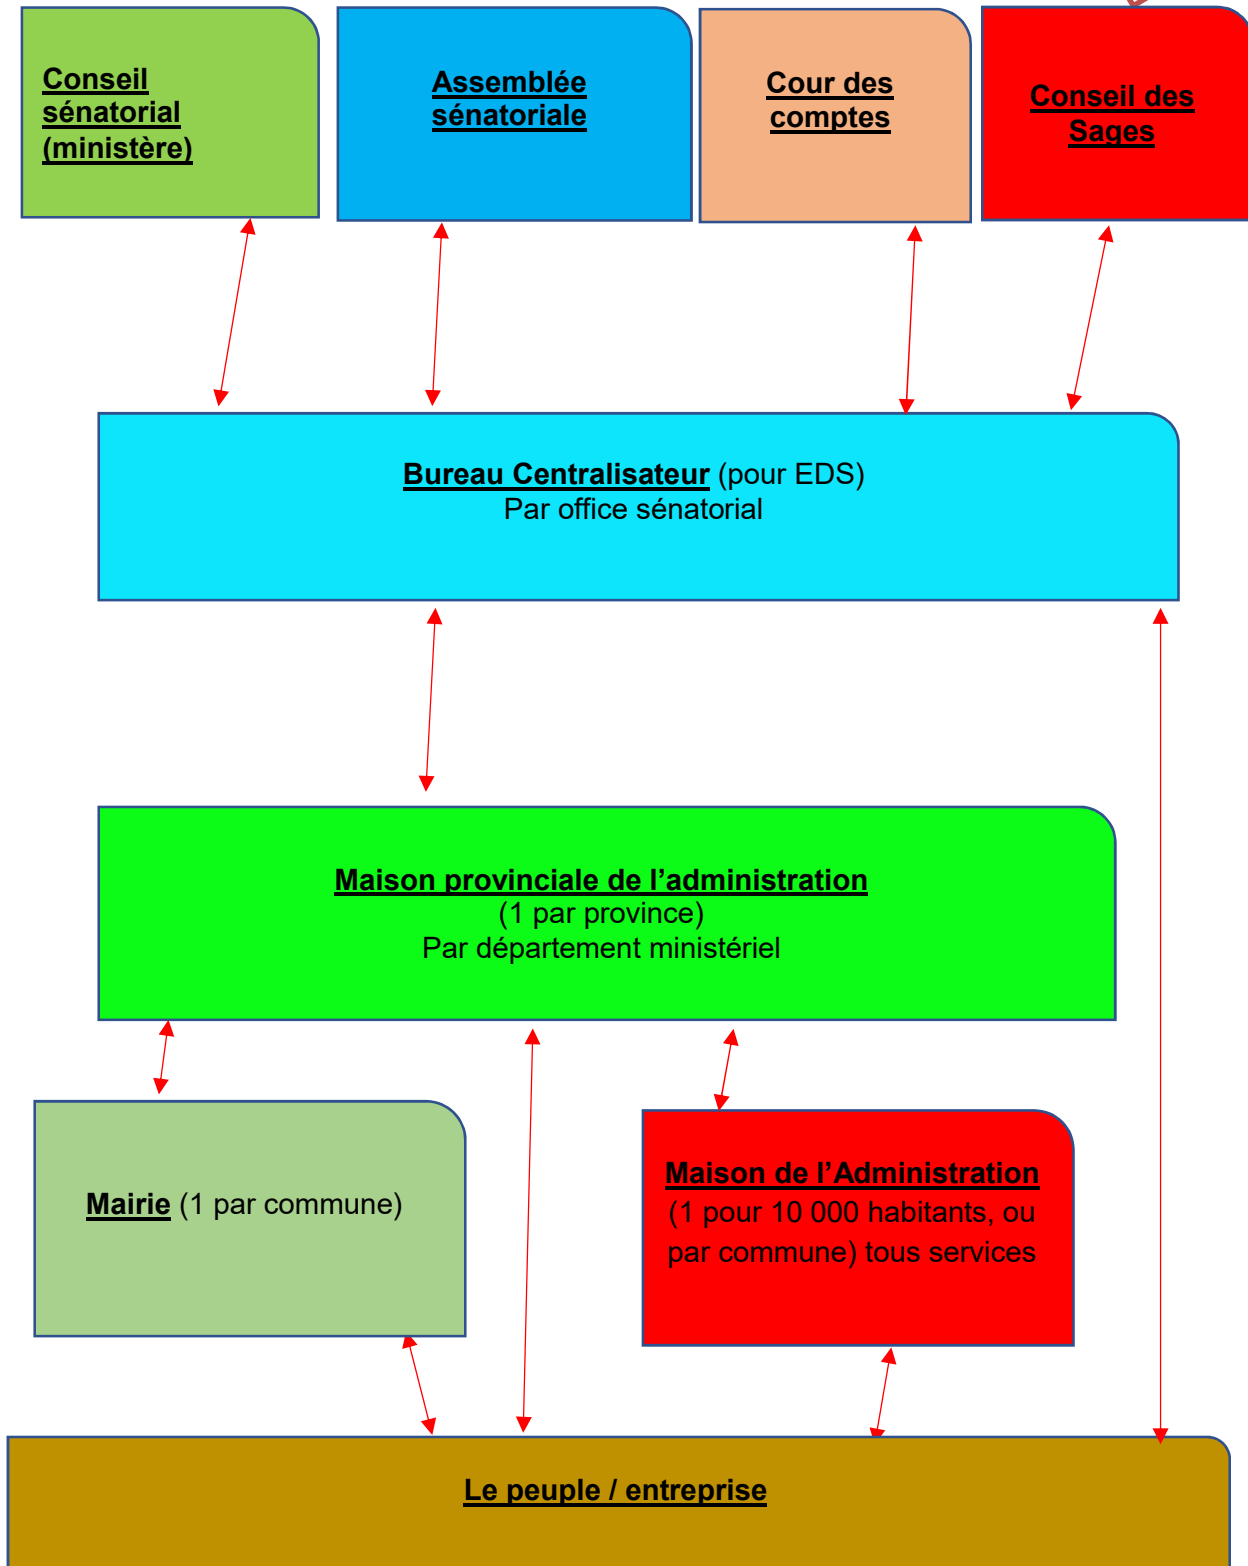 Conseil
sénatorial
(ministère)
Assemblée
sénatoriale
Cour des
comptes
Conseil des
Sages
Bureau Centralisateur (pour EDS)
Par office sénatorial
Maison provinciale de l’administration
(1 par province)
Par département ministériel
Mairie (1 par commune)
Maison de l’Administration
(1 pour 10 000 habitants, ou
par commune) tous services
Le peuple / entreprise